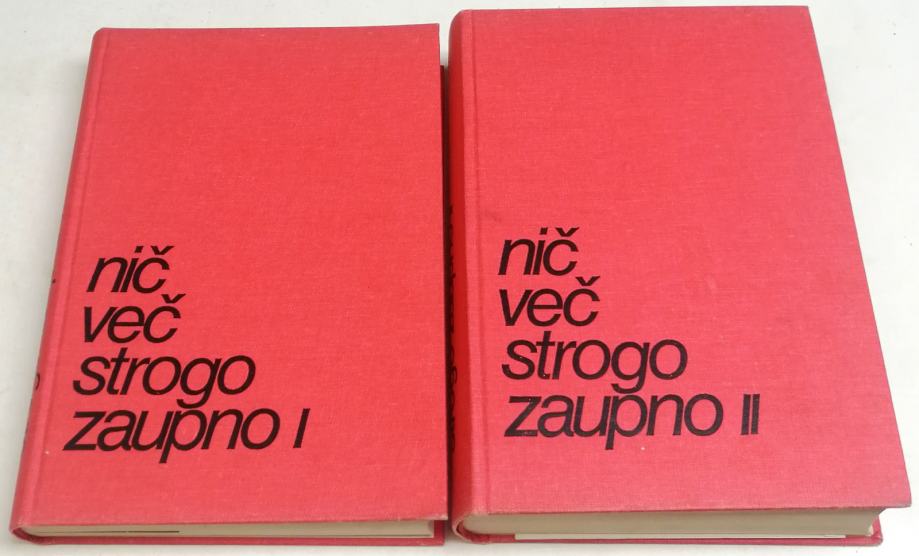 nič
več
strogo
zaupno I
nič
več
strogo
zaupno II